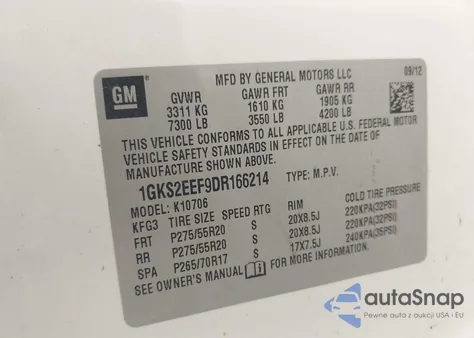 GM
®
MFD BY GENERAL MOTORS LLC
09/12
GVWR GAWR FRT GAWR RR
3311 KG 1610 KG 1905 KG
7300 LB 3550 LB 4200 LB
THIS VEHICLE CONFORMS TO ALL APPLICABLE U.S. FEDERAL MOTOR
VEHICLE SAFETY STANDARDS IN EFFECT ON THE DATE OF
MANUFACTURE SHOWN ABOVE.
1GKS2EEF9DR166214 TYPE: M.P.V.
MODEL: K10706
KFG3 TIRE SIZE SPEED RTG RIM COLD TIRE PRESSURE
FRT P275/55R20 S 20X8.5J 220KPA(32PSI)
RR P275/55R20 S 20X8.5J 220KPA(32PSI)
SPA P265/70R17 S 17X7.5J 240KPA(35PSI)
SEE OWNER'S MANUAL FOR MORE INFORMATION.
autoSnap
Pewne auta z aukcji USA i EU